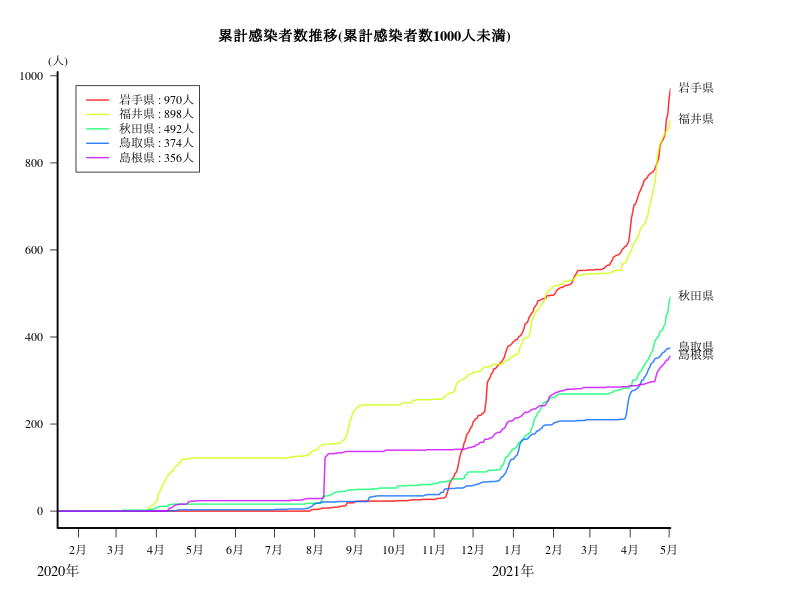 累計感染者数推移(累計感染者数1000人未満)
(人)
1000
800
600
400
200
0
岩手県 : 970人
福井県 : 898人
秋田県 : 492人
鳥取県 : 374人
島根県 : 356人
岩手県
福井県
秋田県
鳥取県
島根県
2月 3月 4月 5月 6月 7月 8月 9月 10月 11月 12月 1月 2月 3月 4月 5月
2020年 2021年